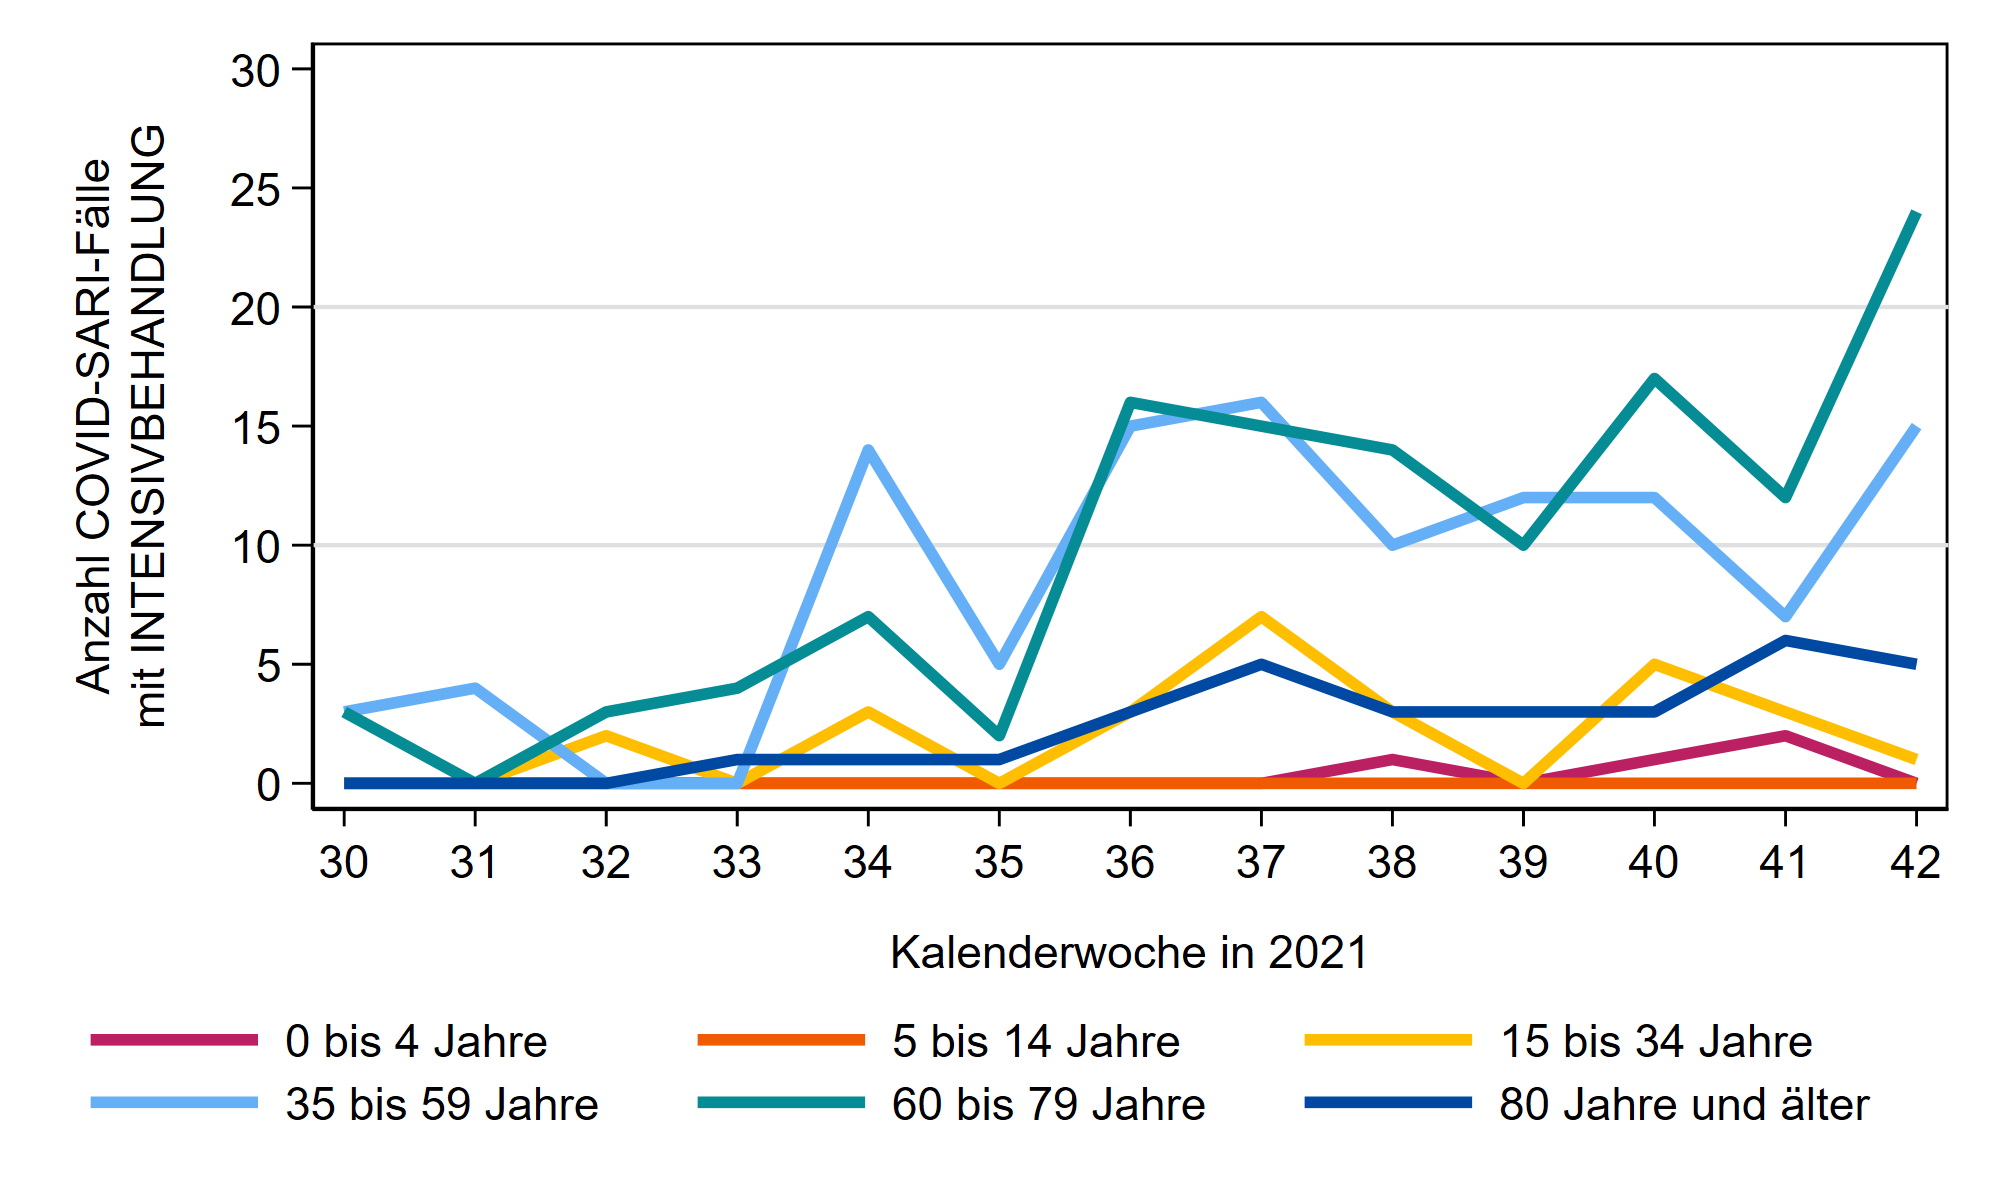 Anzahl COVID-SARI-Fälle
mit INTENSIVBEHANDLUNG
30
25
20
15
10
5
0
30 31 32 33 34 35 36 37 38 39 40 41 42
Kalenderwoche in 2021
0 bis 4 Jahre 5 bis 14 Jahre 15 bis 34 Jahre
35 bis 59 Jahre 60 bis 79 Jahre 80 Jahre und älter